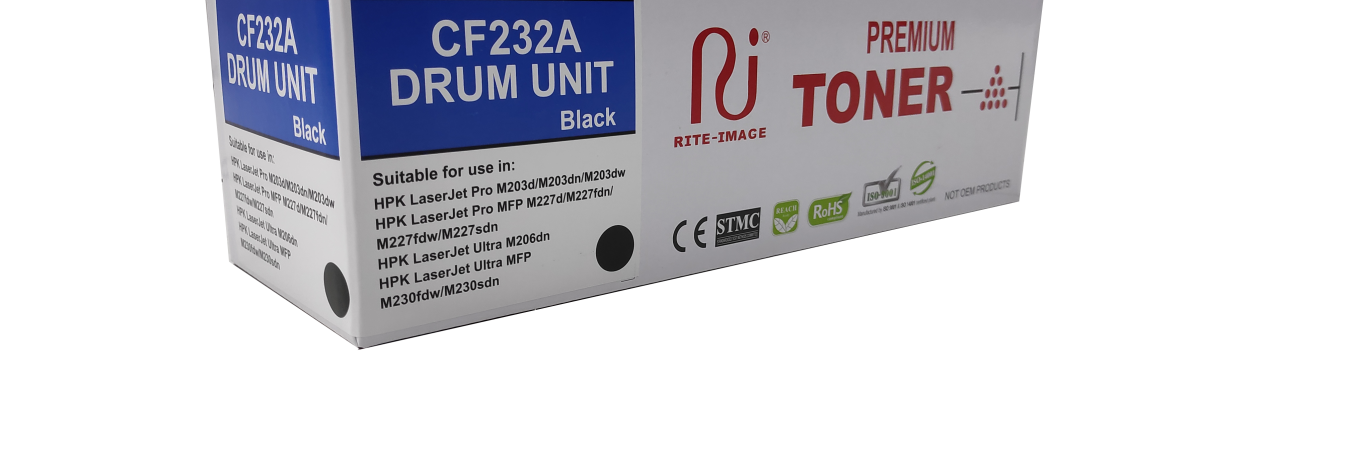 CF232A
DRUM UNIT
Black
Suitable for use in:
HPK LaserJet Pro M203d/M203dn/M203dw
HPK LaserJet Pro MFP M227d/M227fdn/
M227fdw/M227sdn
HPK LaserJet Ultra M206dn
HPK LaserJet Ultra MFP
M230fdw/M230sdn
CF232A
DRUM UNIT
Black
Suitable for use in:
HPK LaserJet Pro M203d/M203dn/M203dw
HPK LaserJet Pro MFP M227d/M227fdn/
M227fdw/M227sdn
HPK LaserJet Ultra M206dn
HPK LaserJet Ultra MFP
M230fdw/M230sdn
Ri®
RITE-IMAGE
PREMIUM
TONER
CE
STMC
REACH
RoHS
NOT OEM PRODUCTS